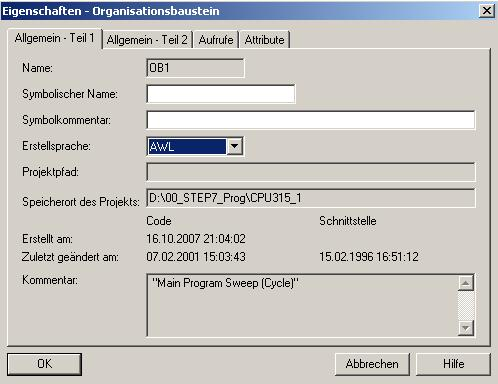 Eigenschaften - Organisationsbaustein
Allgemein - Teil 1 Allgemein - Teil 2 Aufrufe Attribute
Name: OB1
Symbolischer Name:
Symbolkommentar:
Erstellsprache: AWL
Projektpfad:
Speicherort des Projekts: D:\00_STEP7_Prog\CPU315_1
Code Schnittstelle
Erstellt am: 16.10.2007 21:04:02
Zuletzt geändert am: 07.02.2001 15:03:43 15.02.1996 16:51:12
Kommentar: "Main Program Sweep (Cycle)"
OK Abbrechen Hilfe